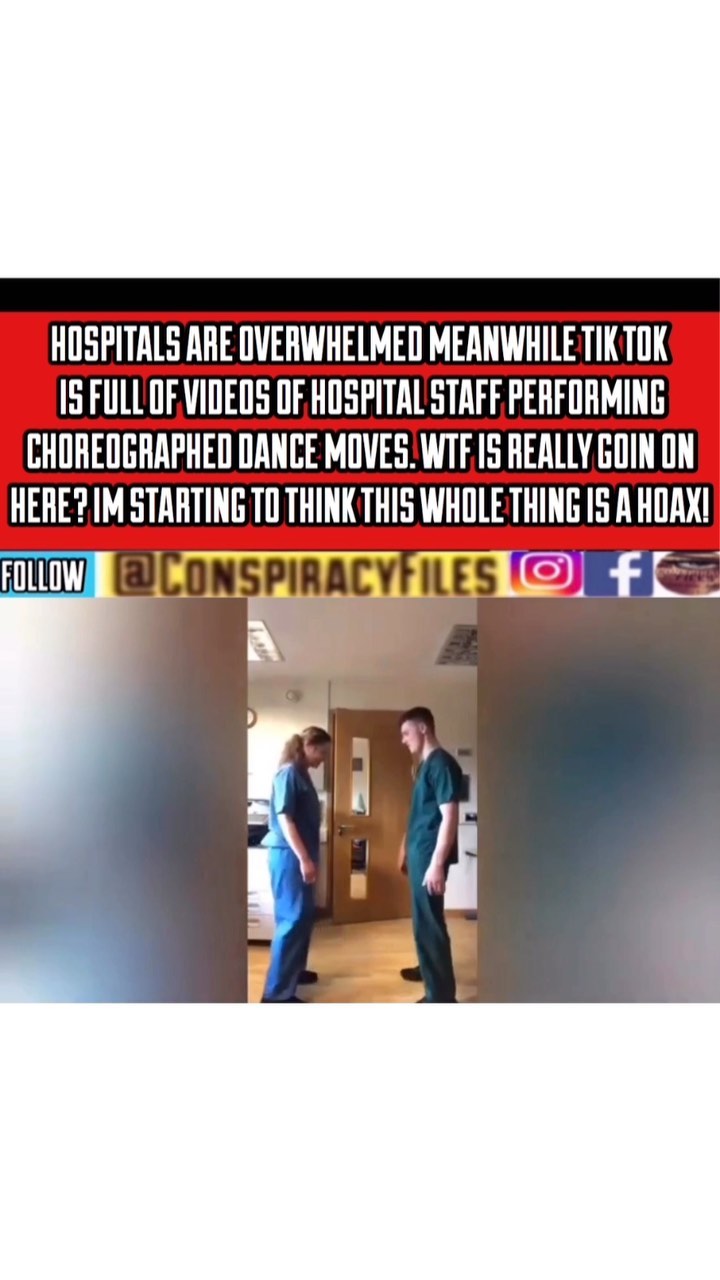 HOSPITALS ARE OVERWHELMED MEANWHILE TIK TOK
IS FULL OF VIDEOS OF HOSPITAL STAFF PERFORMING
CHOREOGRAPHED DANCE MOVES. WTF IS REALLY GOIN ON
HERE? IM STARTING TO THINK THIS WHOLE THING IS A HOAX!
FOLLOW @CONSPIRACYFILES